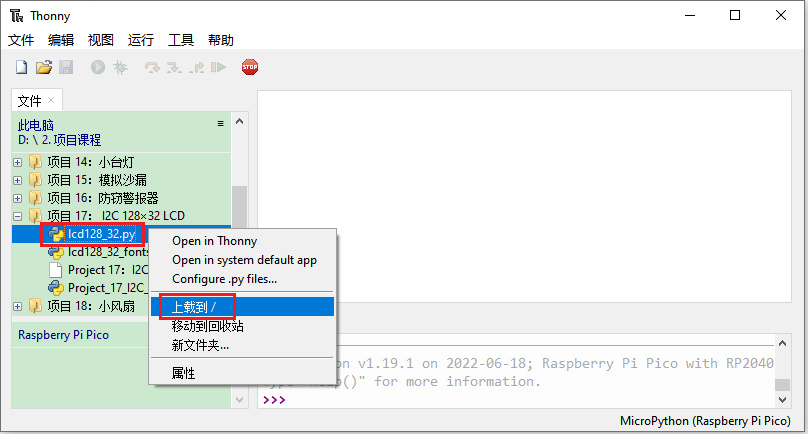 Thonny
文件 编辑 视图 运行 工具 帮助
STOP
文件
此电脑
D: \ 2. 项目课程
项目 14：小台灯
项目 15：模拟沙漏
项目 16：防窃警报器
项目 17： I2C 128×32 LCD
lcd128_32.py
lcd128_32_fonts
Project 17：I2C
Project_17_I2C_
项目 18：小风扇
Raspberry Pi Pico
Open in Thonny
Open in system default app
Configure .py files...
上载到 /
移动到回收站
新文件夹...
属性
on v1.19.1 on 2022-06-18; Raspberry Pi Pico with RP2040
Type "help()" for more information.
>>>
MicroPython (Raspberry Pi Pico)